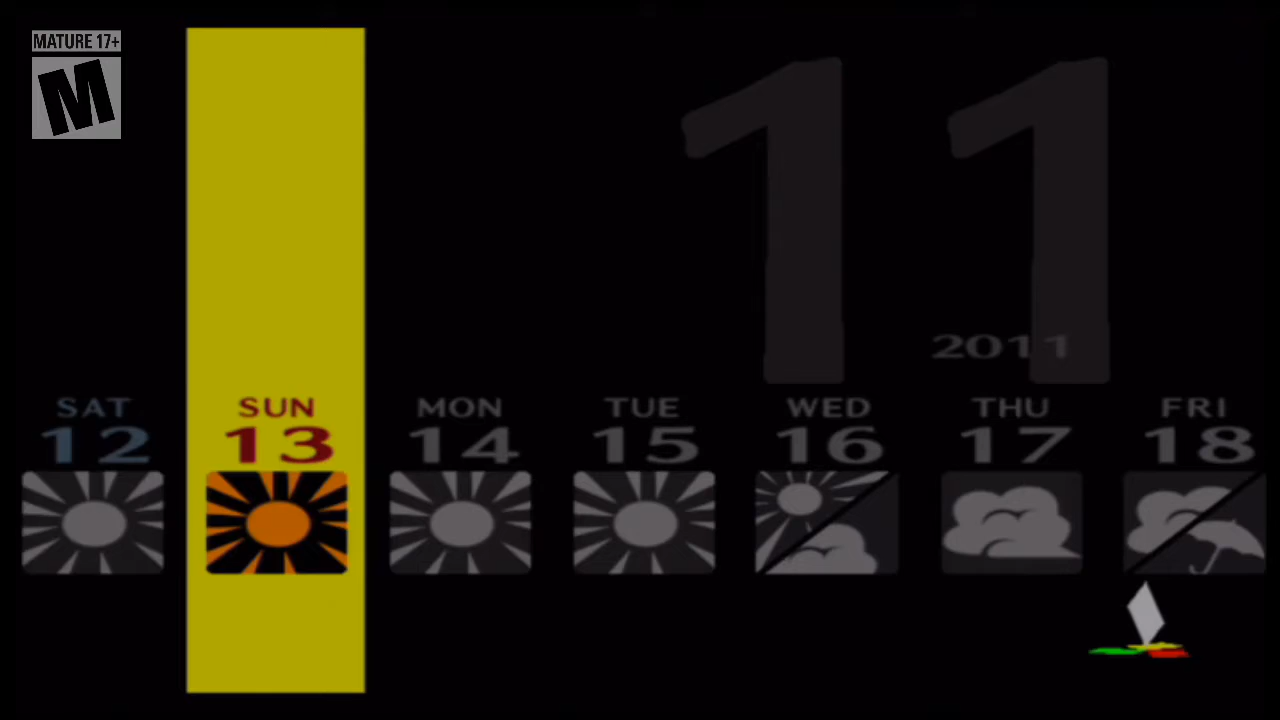 MATURE 17+
M
11
2011
SAT SUN MON TUE WED THU FRI
12 13 14 15 16 17 18